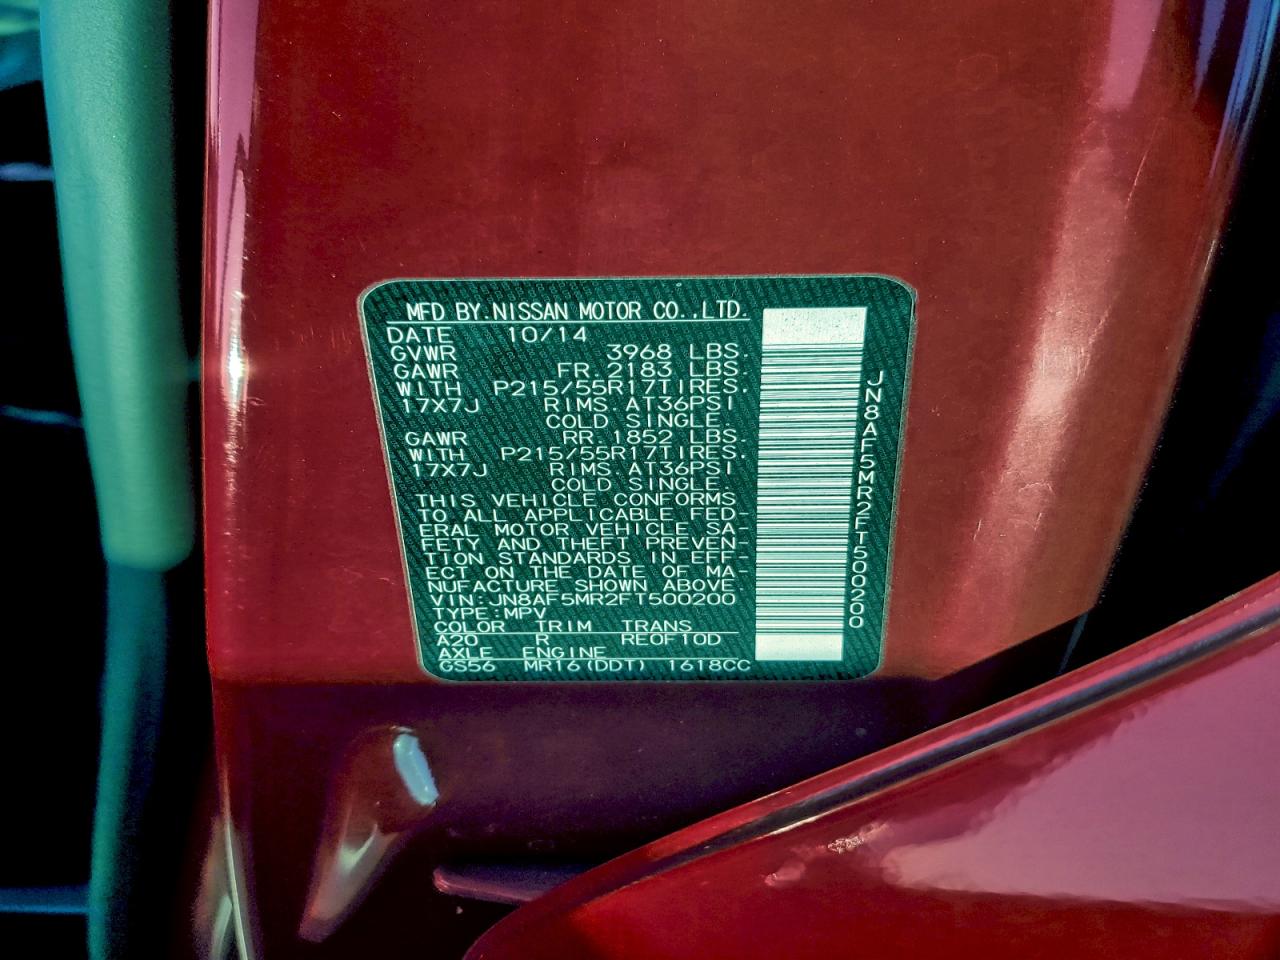 MFD BY.NISSAN MOTOR CO.,LTD.
DATE 10/14
GVWR 3968 LBS.
GAWR FR. 2183 LBS.
WITH P215/55R17TIRES.
17X7J RIMS. AT36PSI
COLD SINGLE.
GAWR RR. 1852 LBS.
WITH P215/55R17TIRES.
17X7J RIMS. AT36PSI
COLD SINGLE.
THIS VEHICLE CONFORMS
TO ALL APPLICABLE FED-
ERAL MOTOR VEHICLE SA-
FETY AND THEFT PREVEN-
TION STANDARDS IN EFF-
ECT ON THE DATE OF MA-
NUFACTURE SHOWN ABOVE
VIN:JN8AF5MR2FT500200
TYPE:MPV
COLOR TRIM TRANS
A20 R RE0F10D
AXLE ENGINE
GS56 MR16(DDT) 1618CC
JN8AF5MR2FT500200